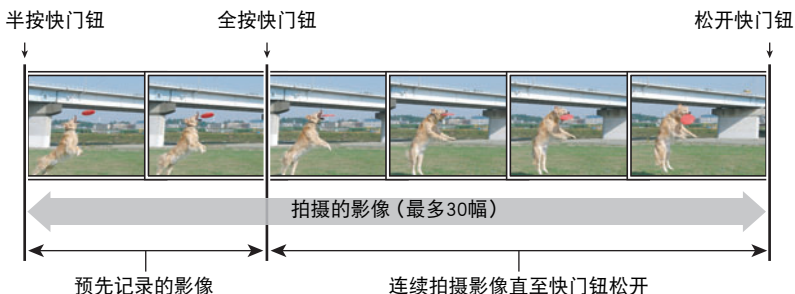 半按快门钮 全按快门钮 松开快门钮
拍摄的影像（最多30幅）
预先记录的影像 连续拍摄影像直至快门钮松开